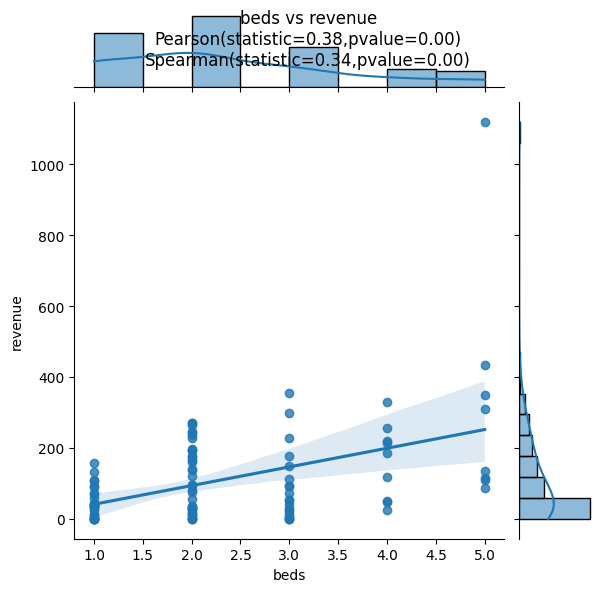 beds vs revenue
Pearson(statistic=0.38,pvalue=0.00)
Spearman(statistic=0.34,pvalue=0.00)
1000
800
600
400
200
0
revenue
1.0 1.5 2.0 2.5 3.0 3.5 4.0 4.5 5.0
beds